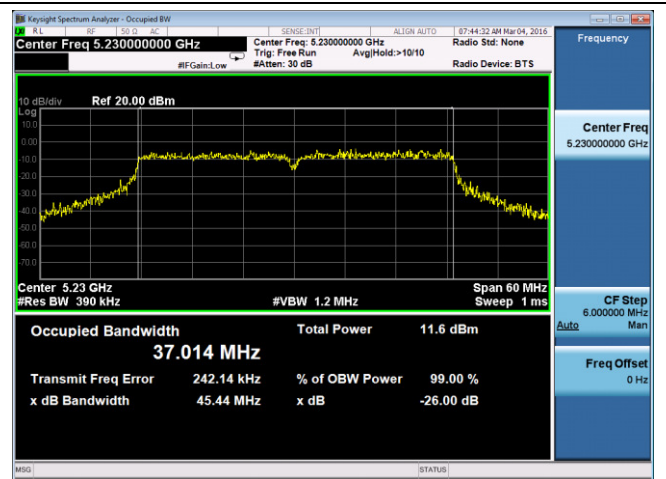 Keysight Spectrum Analyzer - Occupied BW
RL RF 50 Ω AC SENSE:INT ALIGN AUTO 07:44:32 AM Mar 04, 2016
Center Freq 5.230000000 GHz Center Freq: 5.230000000 GHz Radio Std: None Frequency
Trig: Free Run Avg|Hold:>10/10
#IFGain:Low #Atten: 30 dB Radio Device: BTS
10 dB/div Ref 20.00 dBm
Log
10.0
0.00
-10.0
-20.0
-30.0
-40.0
-50.0
-60.0
-70.0
Center Freq
5.230000000 GHz
Center 5.23 GHz Span 60 MHz
#Res BW 390 kHz #VBW 1.2 MHz Sweep 1 ms
CF Step
6.000000 MHz
Auto Man
Occupied Bandwidth Total Power 11.6 dBm
37.014 MHz
Freq Offset
0 Hz
Transmit Freq Error 242.14 kHz % of OBW Power 99.00 %
x dB Bandwidth 45.44 MHz x dB -26.00 dB
MSG STATUS